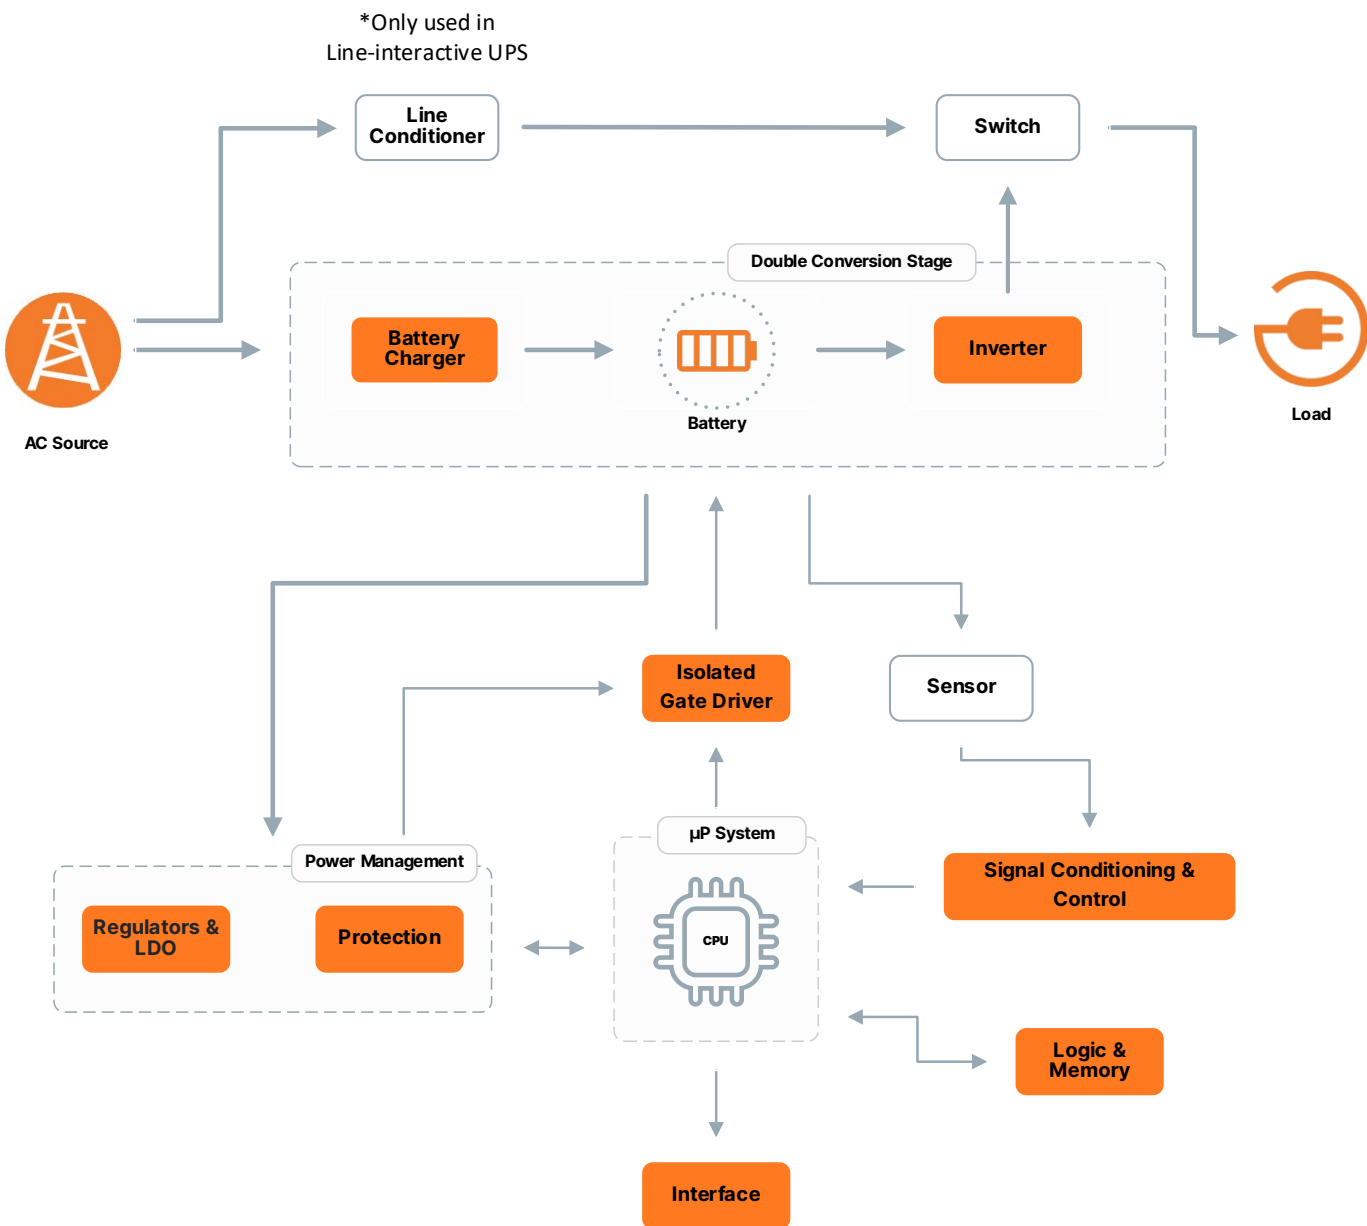 *Only used in
Line-interactive UPS
Line
Conditioner
Switch
Double Conversion Stage
Battery
Charger
Inverter
Battery
AC Source
Load
Isolated
Gate Driver
Sensor
µP System
Power Management
Signal Conditioning &
Control
Regulators &
LDO
Protection
CPU
Logic &
Memory
Interface